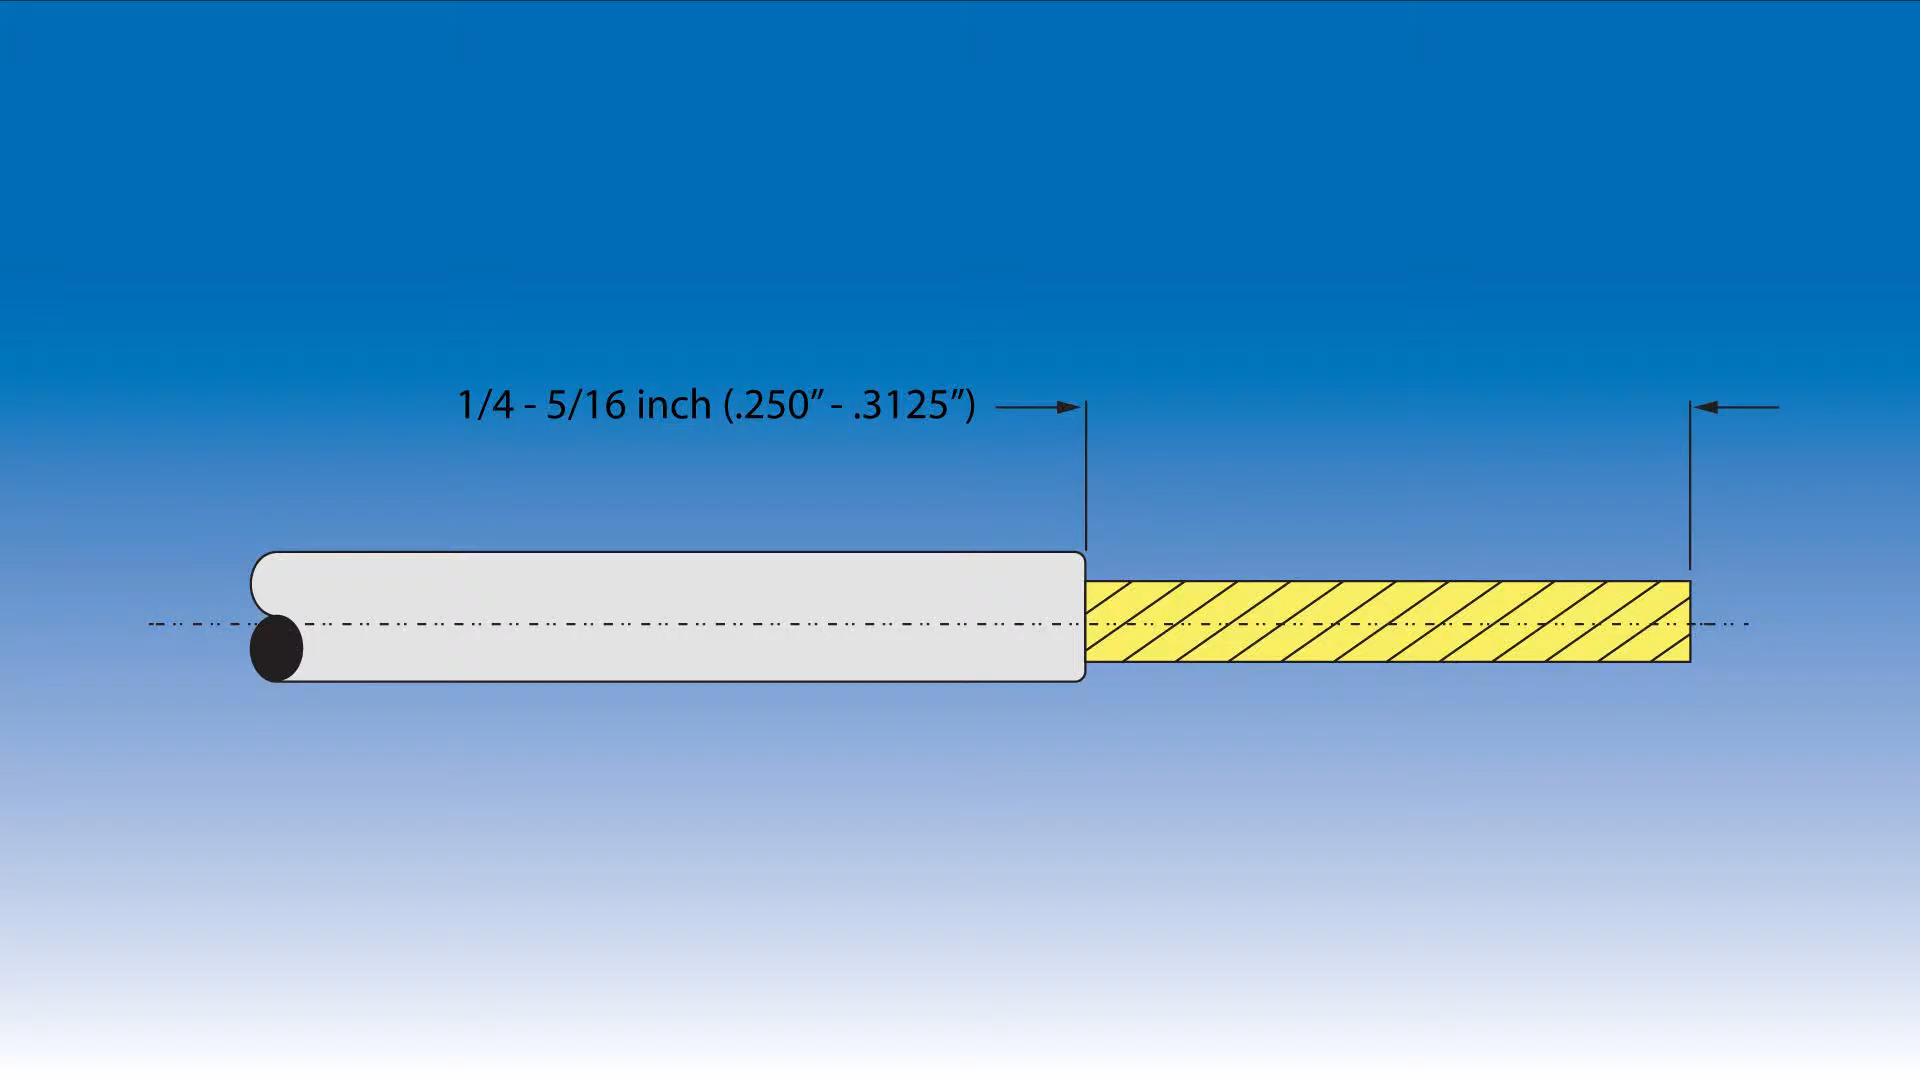 1/4 - 5/16 inch (.250” - .3125”)